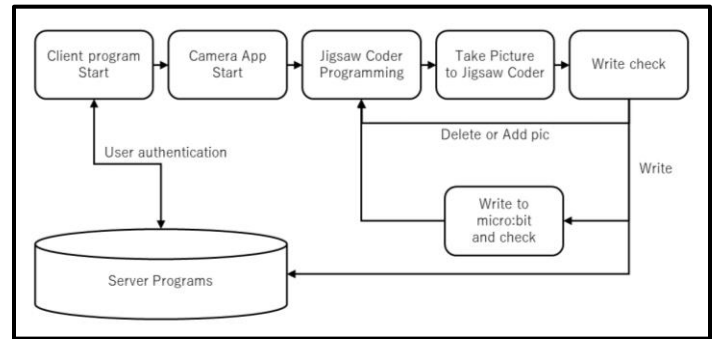 Client program
Start
Camera App
Start
Jigsaw Coder
Programming
Take Picture
to Jigsaw Coder
Write check
Delete or Add pic
User authentication
Write
Write to
micro:bit
and check
Server Programs